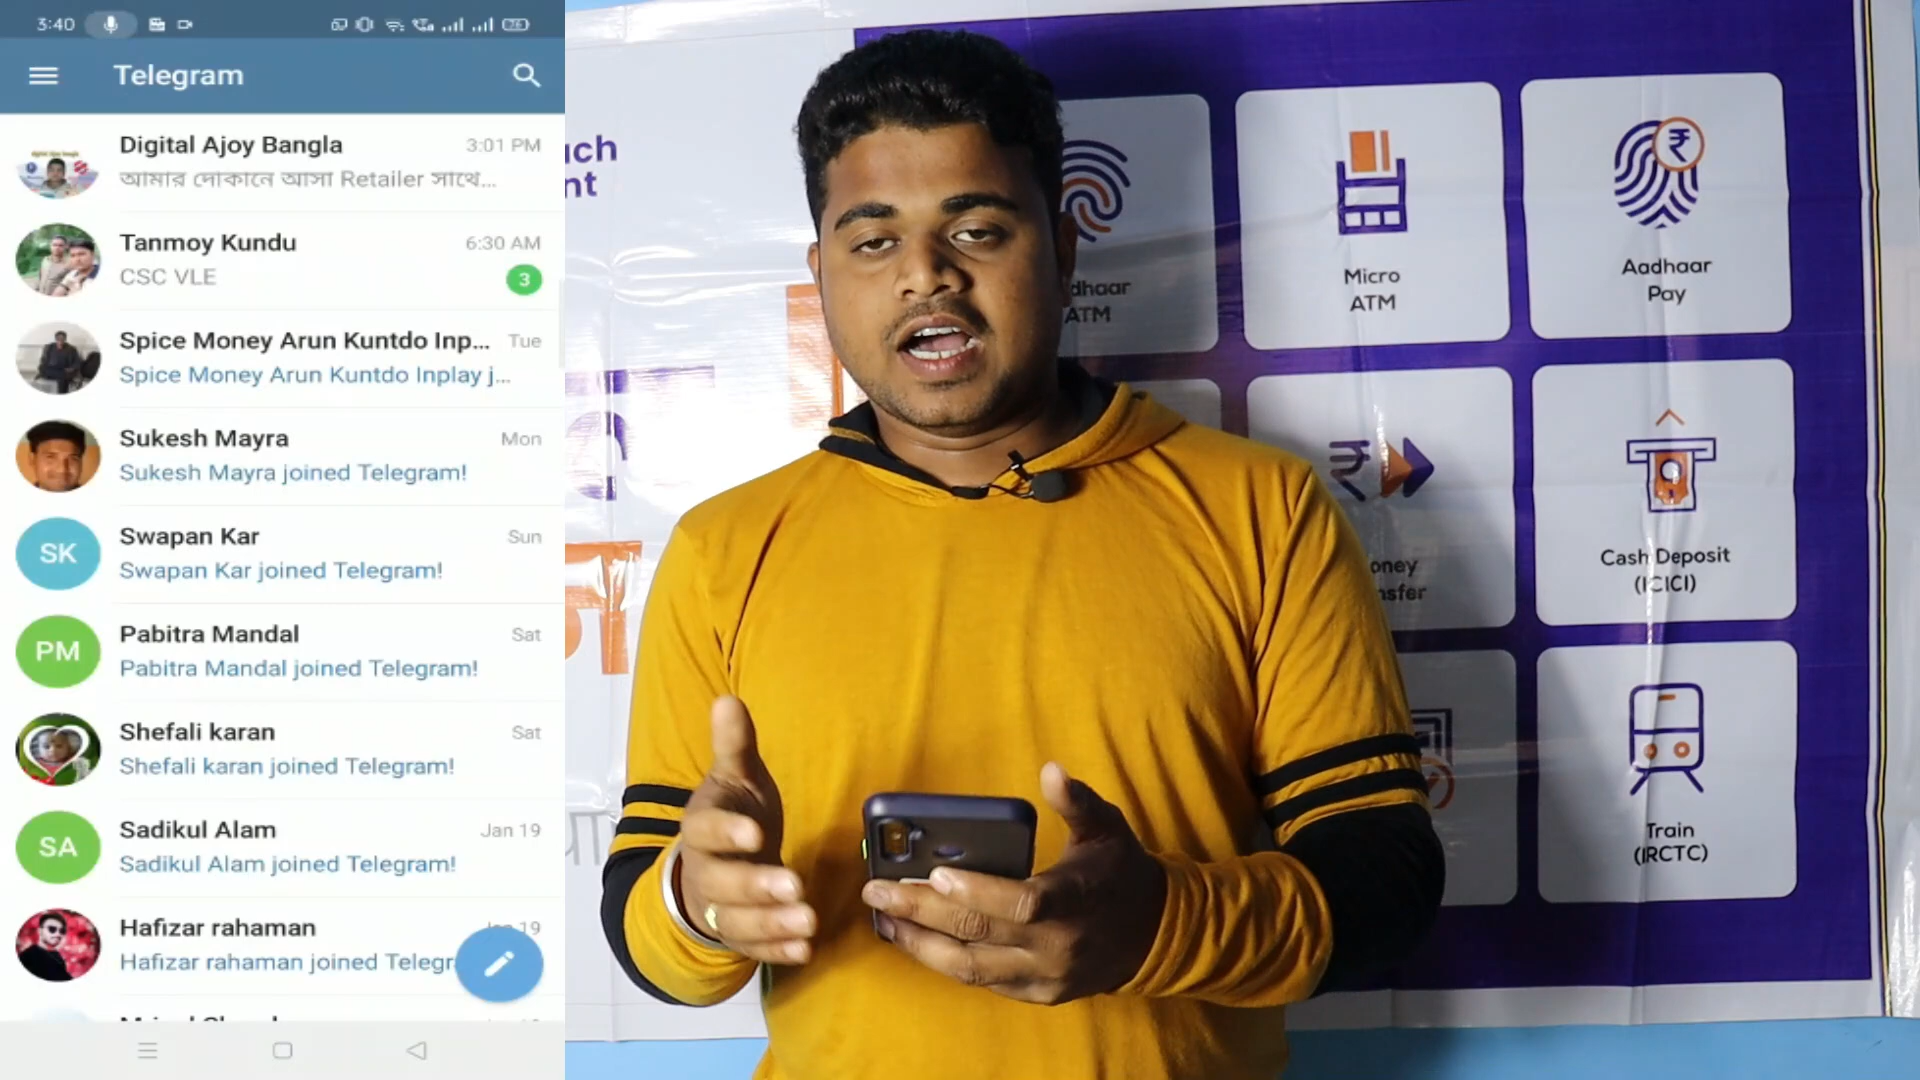 3:40
76
Telegram
Digital Ajoy Bangla
3:01 PM
আমার দোকানে আসা Retailer সাথে...
Tanmoy Kundu
6:30 AM
CSC VLE
3
Spice Money Arun Kuntdo Inp...
Tue
Spice Money Arun Kuntdo Inplay j...
Sukesh Mayra
Mon
Sukesh Mayra joined Telegram!
SK
Swapan Kar
Sun
Swapan Kar joined Telegram!
PM
Pabitra Mandal
Sat
Pabitra Mandal joined Telegram!
Shefali karan
Sat
Shefali karan joined Telegram!
SA
Sadikul Alam
Jan 19
Sadikul Alam joined Telegram!
Hafizar rahaman
19
Hafizar rahaman joined Telegr
uch
nt
dhaar
ATM
Micro
ATM
Aadhaar
Pay
oney
nsfer
Cash Deposit
(ICICI)
Train
(IRCTC)